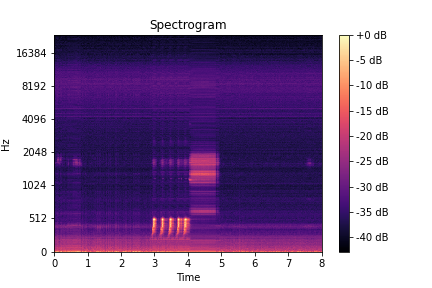 Spectrogram
+0 dB
16384
-5 dB
8192
-10 dB
-15 dB
4096
-20 dB
Hz
2048
-25 dB
1024
-30 dB
512
-35 dB
0
-40 dB
0 1 2 3 4 5 6 7 8
Time